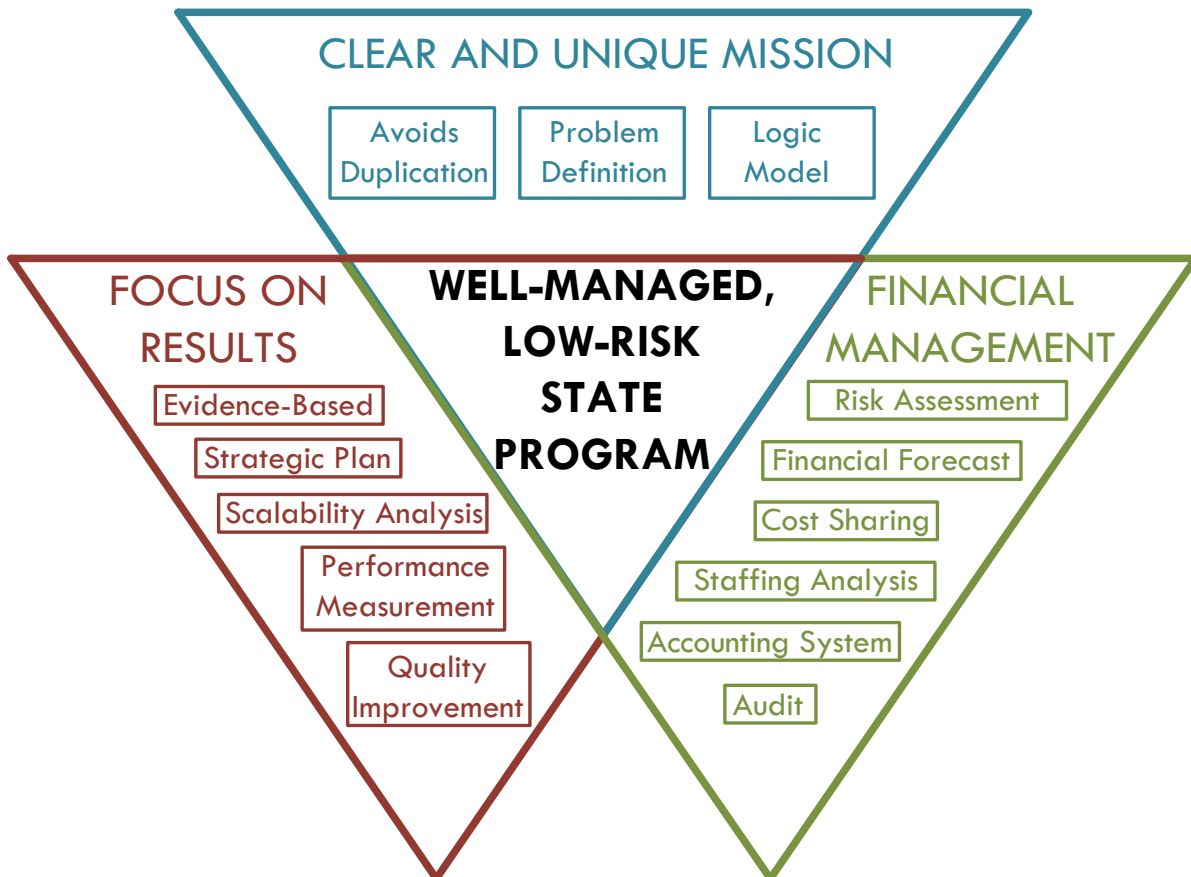 CLEAR AND UNIQUE MISSION
Avoids
Duplication
Problem
Definition
Logic
Model
FOCUS ON
RESULTS
Evidence-Based
Strategic Plan
Scalability Analysis
Performance
Measurement
Quality
Improvement
WELL-MANAGED,
LOW-RISK
STATE
PROGRAM
FINANCIAL
MANAGEMENT
Risk Assessment
Financial Forecast
Cost Sharing
Staffing Analysis
Accounting System
Audit